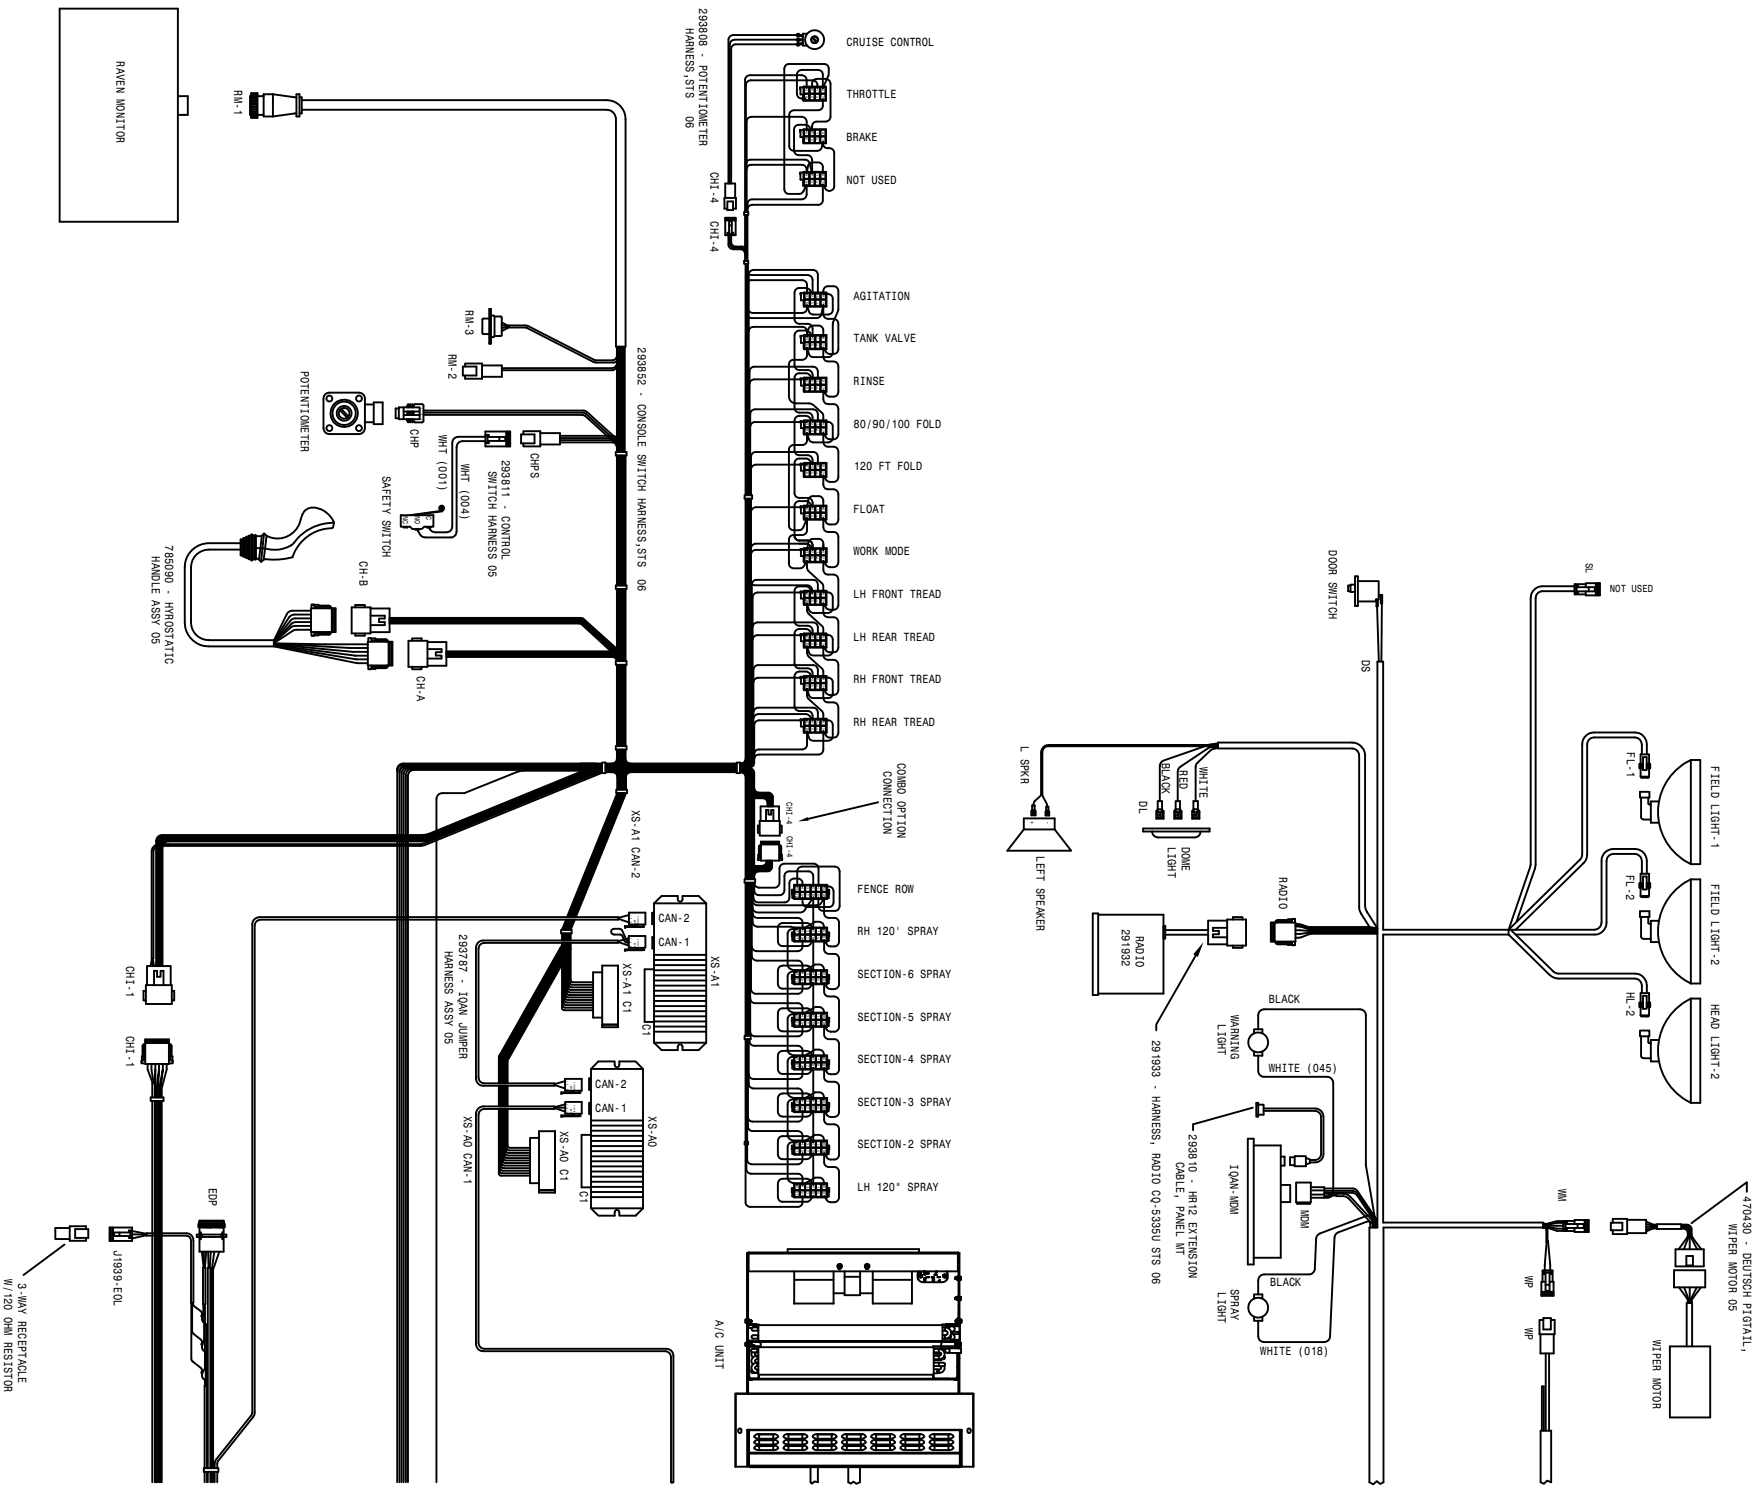 RAVEN MONITOR
RM-1
293808 - POTENTIOMETER
HARNESS,STS 06
CHI-4
CHI-4
CRUISE CONTROL
THROTTLE
BRAKE
NOT USED
AGITATION
TANK VALVE
RINSE
80/90/100 FOLD
120 FT FOLD
FLOAT
WORK MODE
LH FRONT TREAD
LH REAR TREAD
RH FRONT TREAD
RH REAR TREAD
RM-3
RM-2
293852 - CONSOLE SWITCH HARNESS,STS 06
POTENTIOMETER
CHP
CHPS
WHT (001)
WHT (004)
293811 - CONTROL
SWITCH HARNESS 05
SAFETY SWITCH
C
NO
NC
785090 - HYROSTATIC
HANDLE ASSY 05
CH-B
CH-A
COMBO OPTION
CONNECTION
CHI-4
CHI-4
FENCE ROW
RH 120' SPRAY
SECTION-6 SPRAY
SECTION-5 SPRAY
SECTION-4 SPRAY
SECTION-3 SPRAY
SECTION-2 SPRAY
LH 120" SPRAY
XS-A1 CAN-2
CAN-2
CAN-1
XS-A1
XS-A1 C1
C1
293787 - IQAN JUMPER
HARNESS ASSY 05
CAN-2
CAN-1
XS-A0
XS-A0 C1
C1
XS-A0 CAN-1
CHI-1
CHI-1
EDP
J1939-EOL
3-WAY RECEPTACLE
W/120 OHM RESISTOR
A/C UNIT
DOOR SWITCH
DS
SL
NOT USED
FL-1
FIELD LIGHT-1
FL-2
FIELD LIGHT-2
HL-2
HEAD LIGHT-2
L SPKR
LEFT SPEAKER
BLACK
RED
WHITE
DL
DOME
LIGHT
RADIO
RADIO
291932
291933 - HARNESS, RADIO CQ-5335U STS 06
BLACK
WARNING
LIGHT
WHITE (045)
293810 - HR12 EXTENSION
CABLE, PANEL MT
IQAN-MDM
MDM
BLACK
SPRAY
LIGHT
WHITE (018)
WM
WP
WP
470430 - DEUTSCH PIGTAIL,
WIPER MOTOR 05
WIPER MOTOR